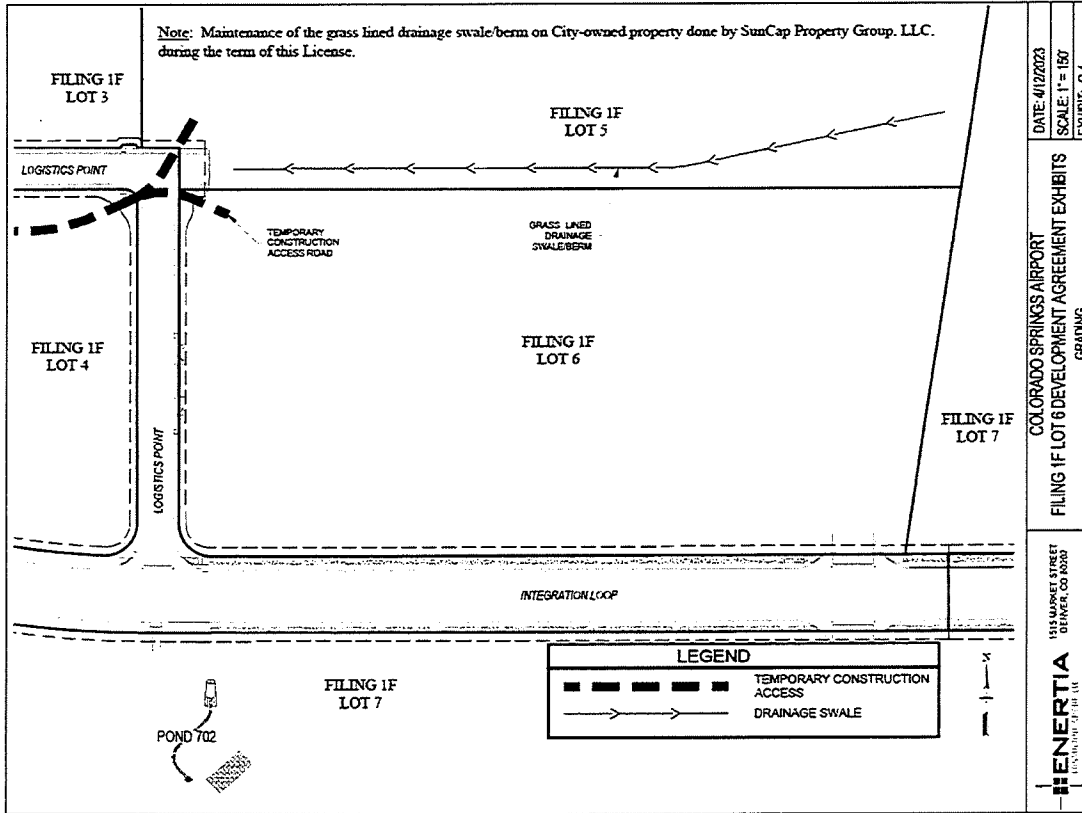 Note: Maintenance of the grass lined drainage swale/berm on City-owned property done by SunCap Property Group. LLC.
during the term of this License.
FILING 1F
LOT 3
FILING 1F
LOT 5
LOGISTICS POINT
TEMPORARY
CONSTRUCTION
ACCESS ROAD
GRASS LINED
DRAINAGE
SWALE/BERM
FILING 1F
LOT 4
FILING 1F
LOT 6
FILING 1F
LOT 7
LOGISTICS POINT
INTEGRATION LOOP
FILING 1F
LOT 7
POND 702
LEGEND
TEMPORARY CONSTRUCTION
ACCESS
DRAINAGE SWALE
N
DATE: 4/12/2023
SCALE: 1" = 150'
COLORADO SPRINGS AIRPORT
FILING 1F LOT 6 DEVELOPMENT AGREEMENT EXHIBITS
GRADING
1515 MARKET STREET
DENVER, CO 80202
ENERTIA